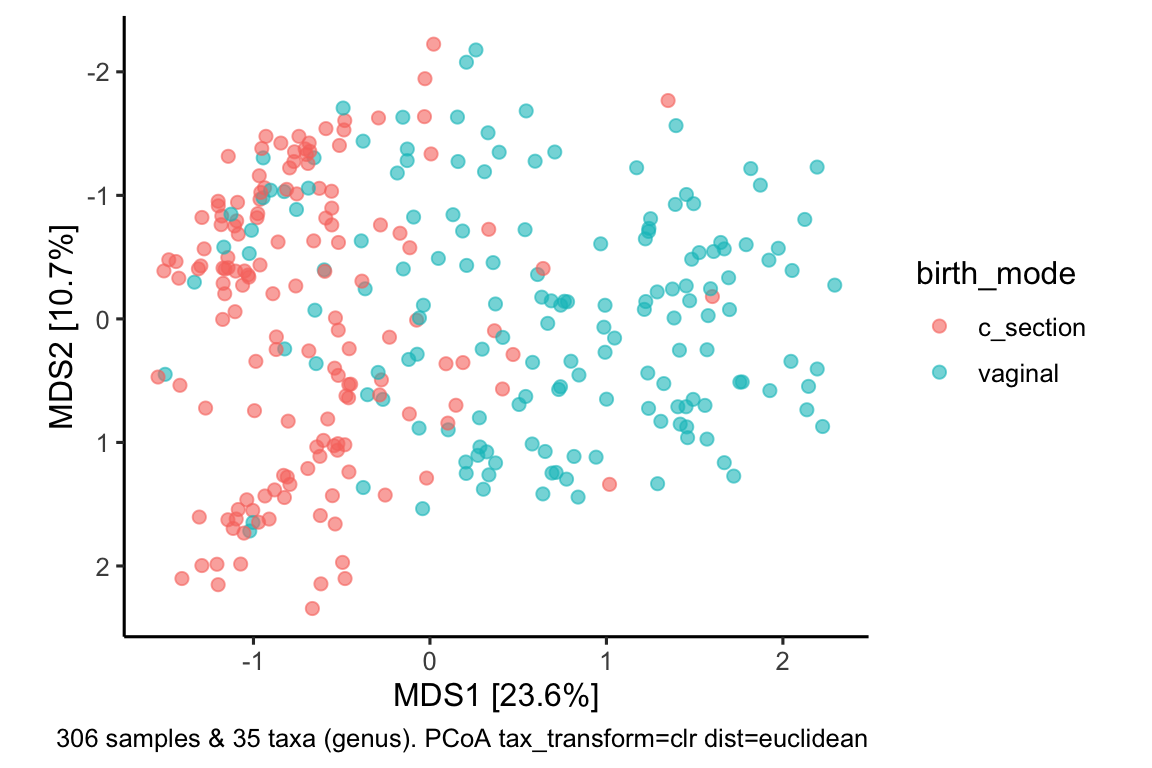 MDS2 [10.7%]
-2
-1
0
1
2
-1
0
1
2
MDS1 [23.6%]
birth_mode
c_section
vaginal
306 samples & 35 taxa (genus). PCoA tax_transform=clr dist=euclidean